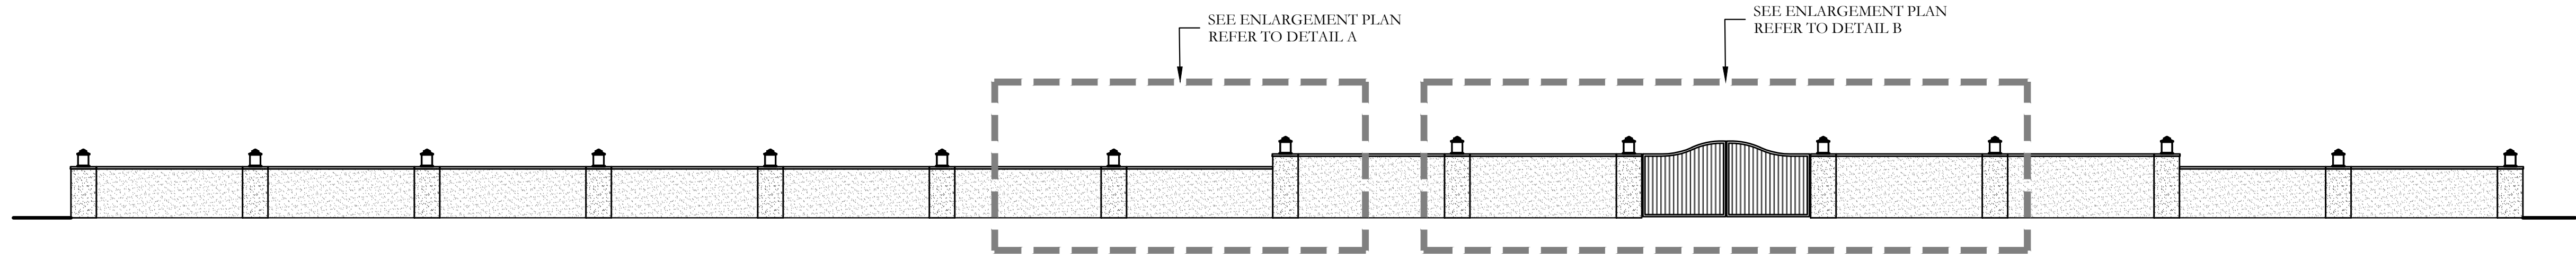 SEE ENLARGEMENT PLAN
REFER TO DETAIL A
SEE ENLARGEMENT PLAN
REFER TO DETAIL B